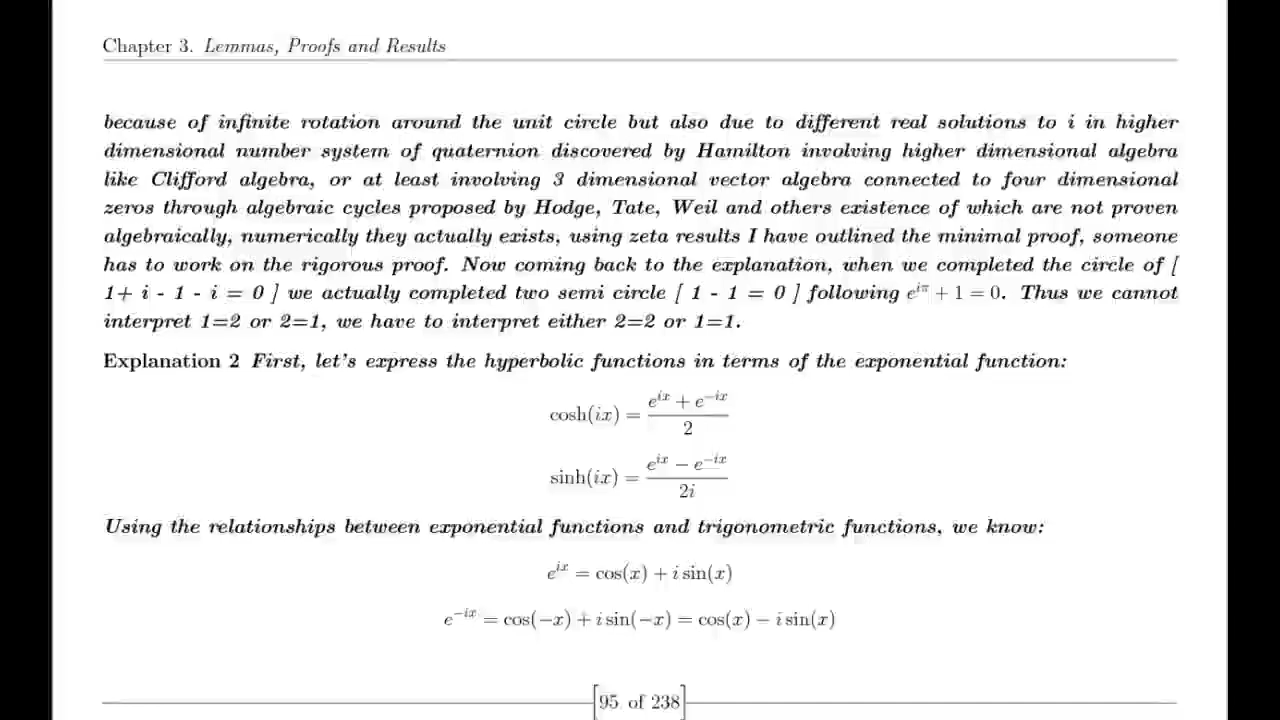 Chapter 3. Lemmas, Proofs and Results
because of infinite rotation around the unit circle but also due to different real solutions to i in higher
dimensional number system of quaternion discovered by Hamilton involving higher dimensional algebra
like Clifford algebra, or at least involving 3 dimensional vector algebra connected to four dimensional
zeros through algebraic cycles proposed by Hodge, Tate, Weil and others existence of which are not proven
algebraically, numerically they actually exists, using zeta results I have outlined the minimal proof, someone
has to work on the rigorous proof. Now coming back to the explanation, when we completed the circle of [
1+ i - 1 - i = 0 ] we actually completed two semi circle [ 1 - 1 = 0 ] following e^{iπ} + 1 = 0. Thus we cannot
interpret 1=2 or 2=1, we have to interpret either 2=2 or 1=1.
Explanation 2 First, let's express the hyperbolic functions in terms of the exponential function:
cosh(ix) = \frac{e^{ix} + e^{-ix}}{2}
sinh(ix) = \frac{e^{ix} − e^{-ix}}{2i}
Using the relationships between exponential functions and trigonometric functions, we know:
e^{ix} = cos(x) + i sin(x)
e^{-ix} = cos(−x) + i sin(−x) = cos(x) − i sin(x)
[95 of 238]